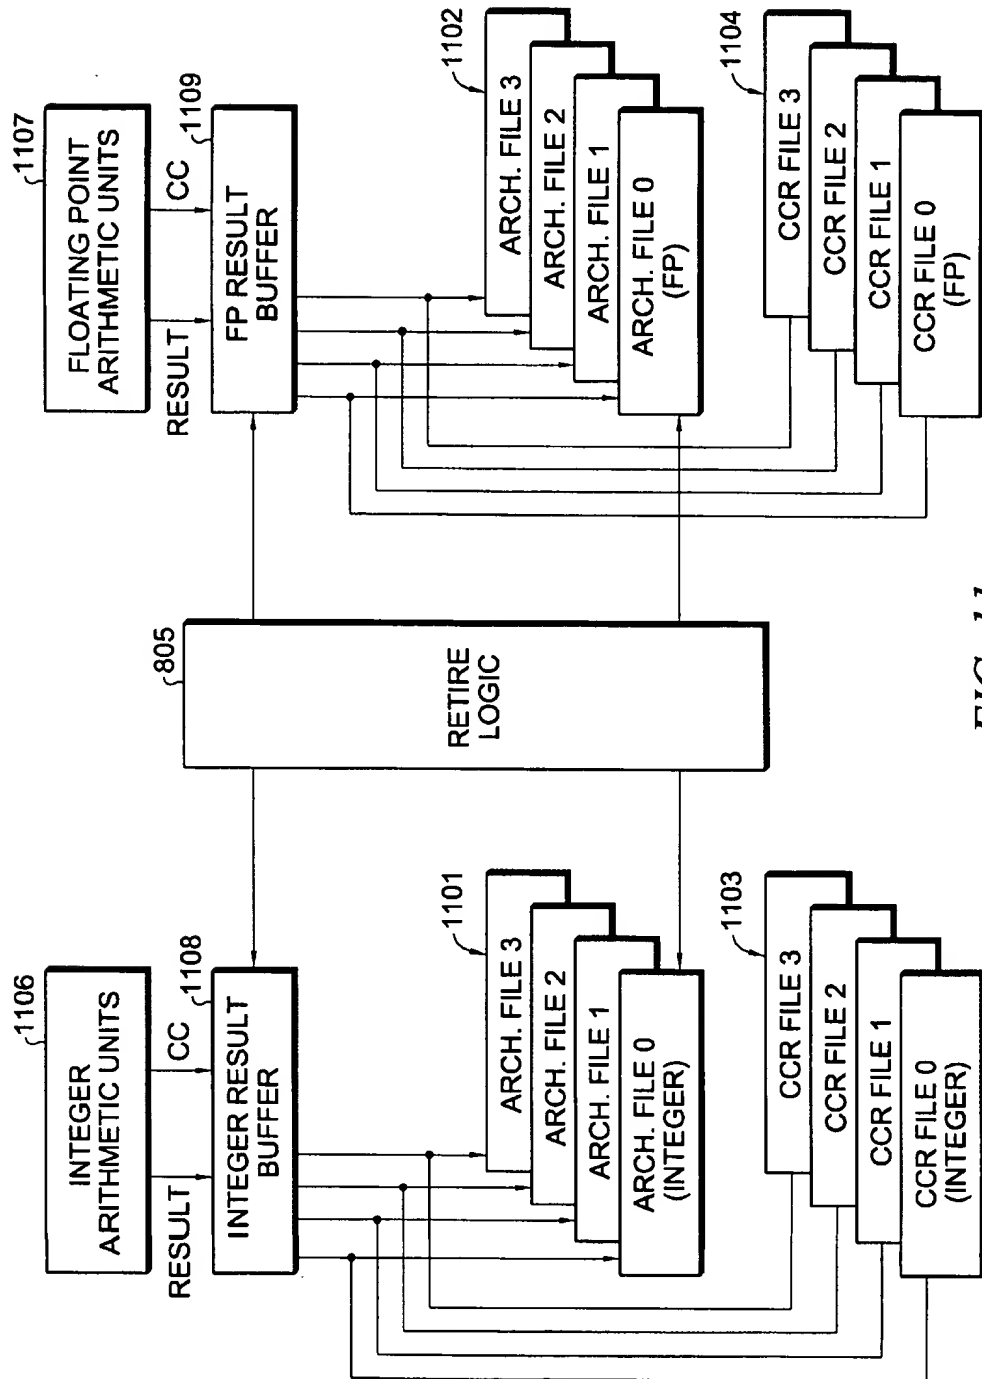 1106
INTEGER
ARITHMETIC UNITS
RESULT
CC
1108
INTEGER RESULT
BUFFER
1101
ARCH. FILE 3
ARCH. FILE 2
ARCH. FILE 1
ARCH. FILE 0
(INTEGER)
1103
CCR FILE 3
CCR FILE 2
CCR FILE 1
CCR FILE 0
(INTEGER)
805
RETIRE
LOGIC
1107
FLOATING POINT
ARITHMETIC UNITS
RESULT
CC
1109
FP RESULT
BUFFER
1102
ARCH. FILE 3
ARCH. FILE 2
ARCH. FILE 1
ARCH. FILE 0
(FP)
1104
CCR FILE 3
CCR FILE 2
CCR FILE 1
CCR FILE 0
(FP)
FIG. 11